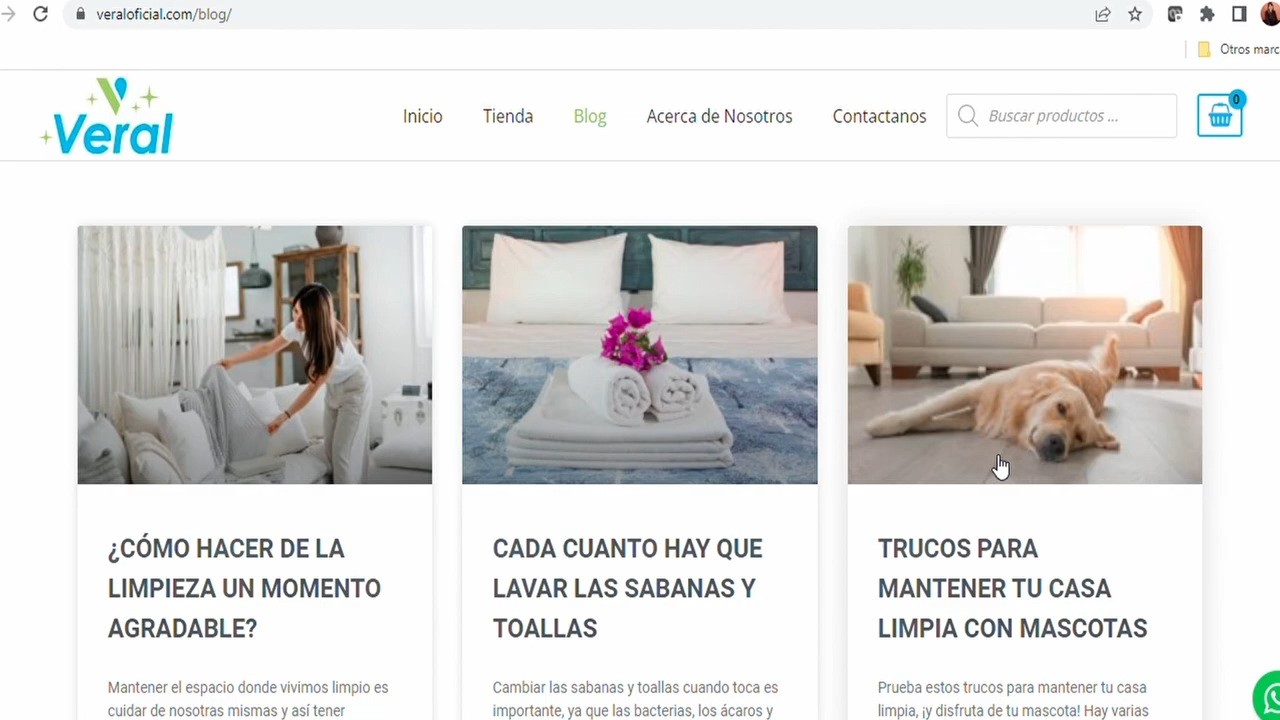 veraloficial.com/blog/
Otros marc
Veral
Inicio
Tienda
Blog
Acerca de Nosotros
Contactanos
Buscar productos ...
0
¿CÓMO HACER DE LA
LIMPIEZA UN MOMENTO
AGRADABLE?
Mantener el espacio donde vivimos limpio es
cuidar de nosotras mismas y así tener
CADA CUANTO HAY QUE
LAVAR LAS SABANAS Y
TOALLAS
Cambiar las sabanas y toallas cuando toca es
importante, ya que las bacterias, los ácaros y
TRUCOS PARA
MANTENER TU CASA
LIMPIA CON MASCOTAS
Prueba estos trucos para mantener tu casa
limpia, ¡y disfruta de tu mascota! Hay varias